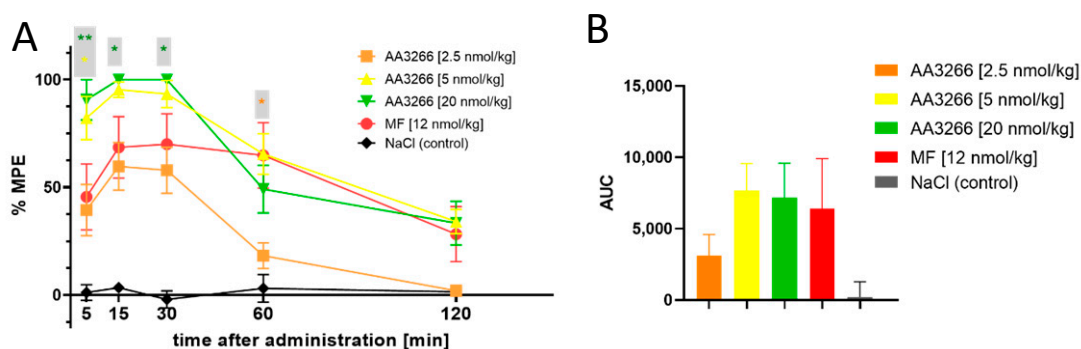 A
**
*
*
*
*
AA3266 [2.5 nmol/kg]
AA3266 [5 nmol/kg]
AA3266 [20 nmol/kg]
MF [12 nmol/kg]
NaCl (control)
% MPE
100
50
0
5 15 30 60 120
time after administration [min]
B
AUC
15,000
10,000
5,000
0
AA3266 [2.5 nmol/kg]
AA3266 [5 nmol/kg]
AA3266 [20 nmol/kg]
MF [12 nmol/kg]
NaCl (control)